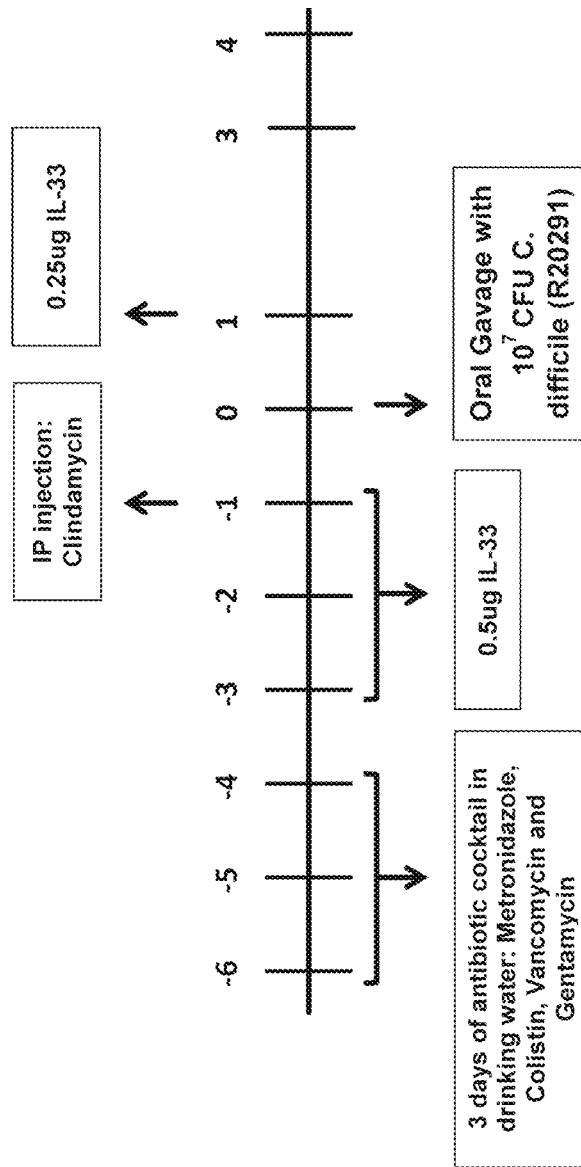 IP injection:
Clindamycin
0.25ug IL-33
-6 -5 -4 -3 -2 -1 0 1 3 4
3 days of antibiotic cocktail in
drinking water: Metronidazole,
Colistin, Vancomycin and
Gentamycin
0.5ug IL-33
Oral Gavage with
10⁷ CFU C.
difficile (R20291)